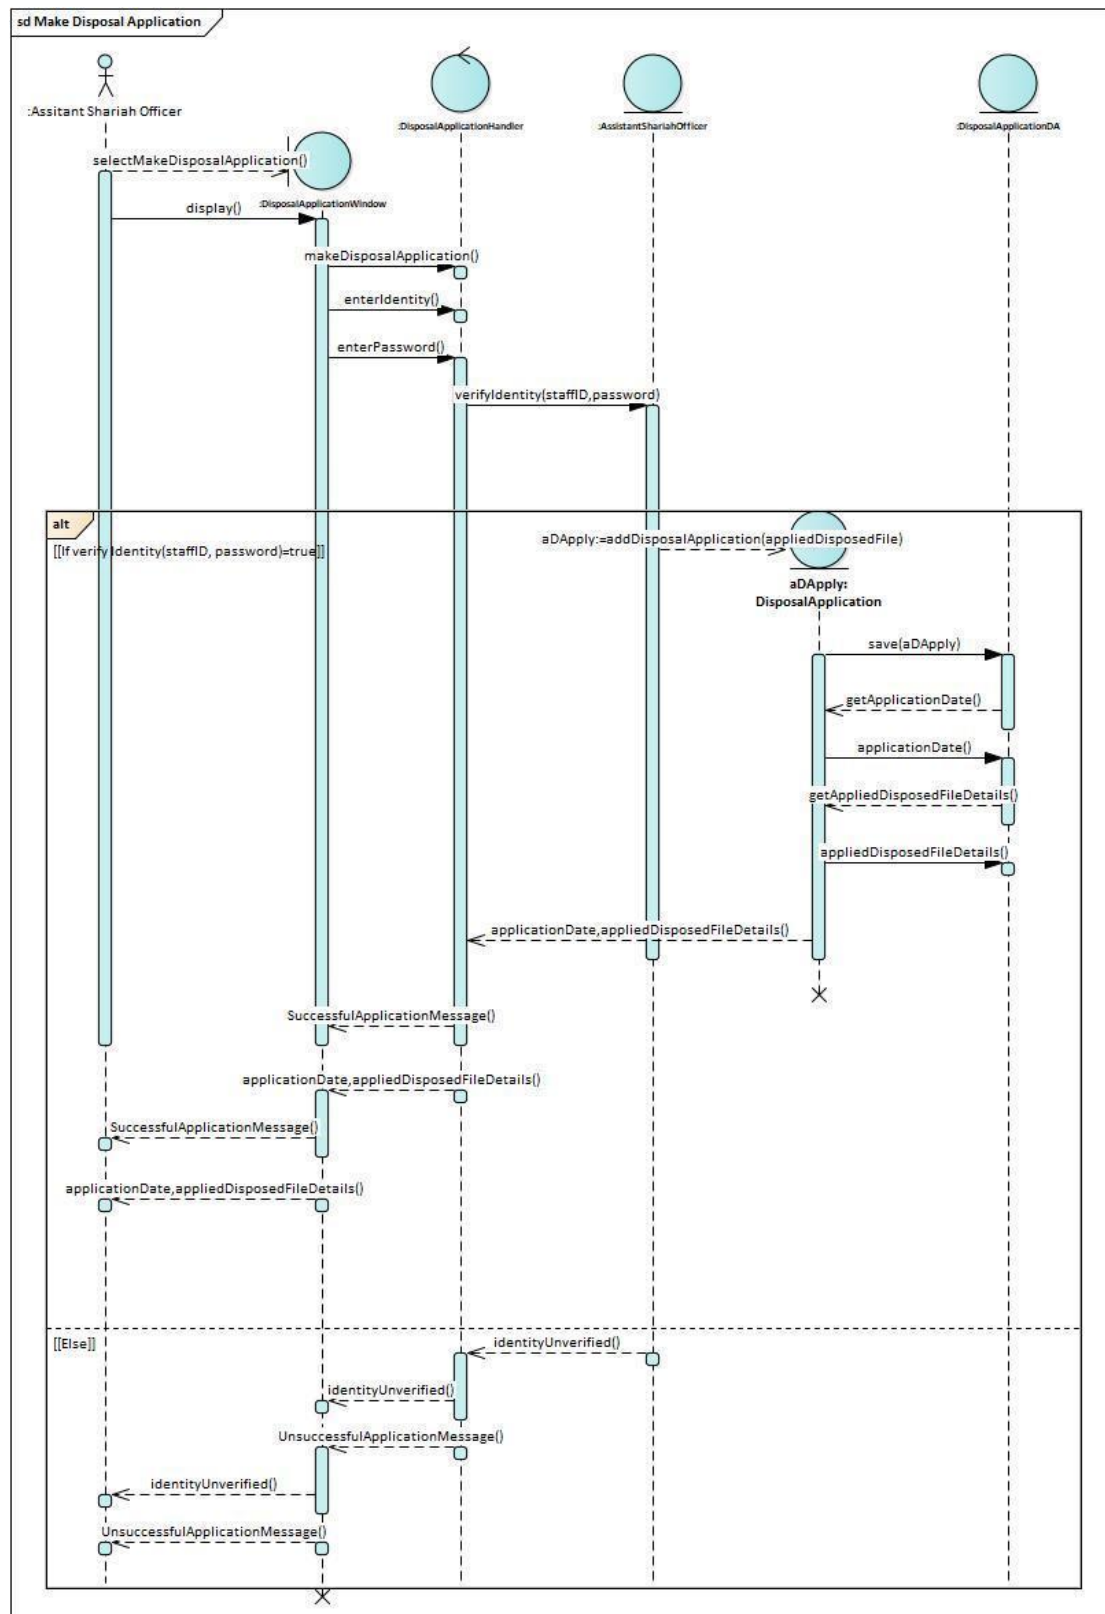 sd Make Disposal Application
:Assitant Shariah Officer
:DisposalApplicationHandler
:AssistantShariahOfficer
:DisposalApplicationDA
selectMakeDisposalApplication()
:DisposalApplicationWindow
display()
makeDisposalApplication()
enterIdentity()
enterPassword()
verifyIdentity(staffID,password)
alt
[[If verify Identity(staffID, password)=true]]
aDApply:=addDisposalApplication(appliedDisposedFile)
aDApply:
DisposalApplication
save(aDApply)
getApplicationDate()
applicationDate()
getAppliedDisposedFileDetails()
appliedDisposedFileDetails()
applicationDate,appliedDisposedFileDetails()
SuccessfulApplicationMessage()
applicationDate,appliedDisposedFileDetails()
SuccessfulApplicationMessage()
applicationDate,appliedDisposedFileDetails()
[[Else]]
identityUnverified()
identityUnverified()
UnsuccessfulApplicationMessage()
identityUnverified()
UnsuccessfulApplicationMessage()